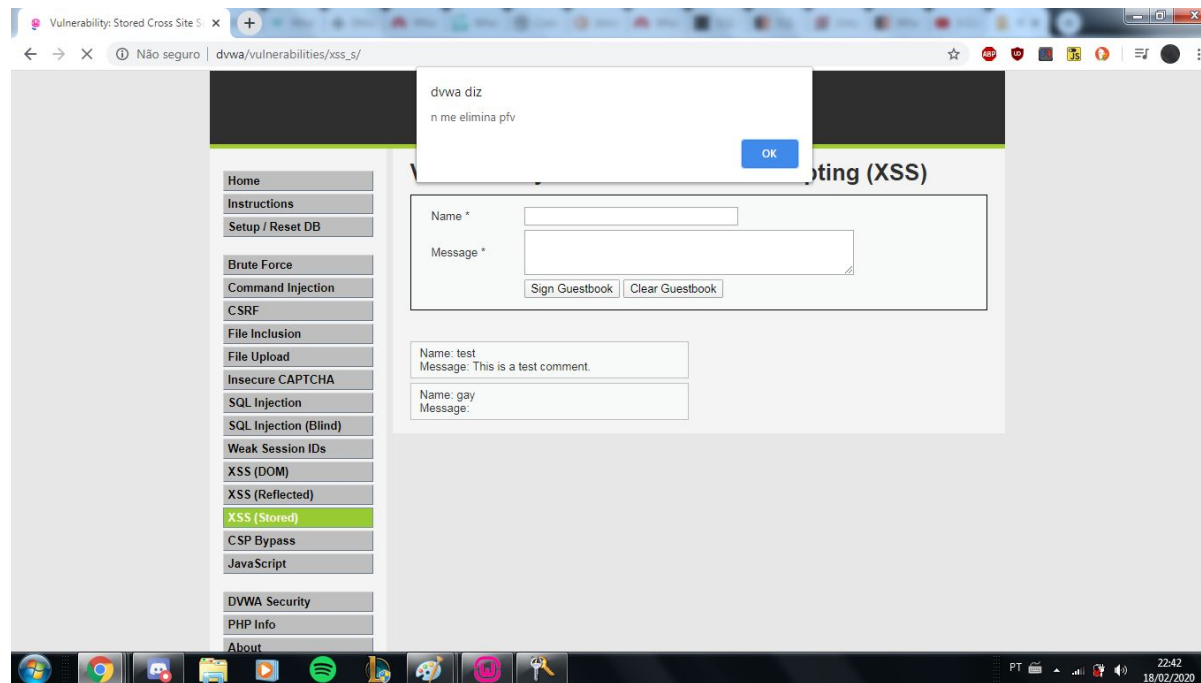 Vulnerability: Stored Cross Site S
Não seguro
dvwa/vulnerabilities/xss_s/
ABP
JS
dvwa diz
n me elimina pfv
OK
pting (XSS)
Home
Instructions
Setup / Reset DB
Brute Force
Command Injection
CSRF
File Inclusion
File Upload
Insecure CAPTCHA
SQL Injection
SQL Injection (Blind)
Weak Session IDs
XSS (DOM)
XSS (Reflected)
XSS (Stored)
CSP Bypass
JavaScript
DVWA Security
PHP Info
About
Name *
Message *
Sign Guestbook
Clear Guestbook
Name: test
Message: This is a test comment.
Name: gay
Message:
PT
22:42
18/02/2020